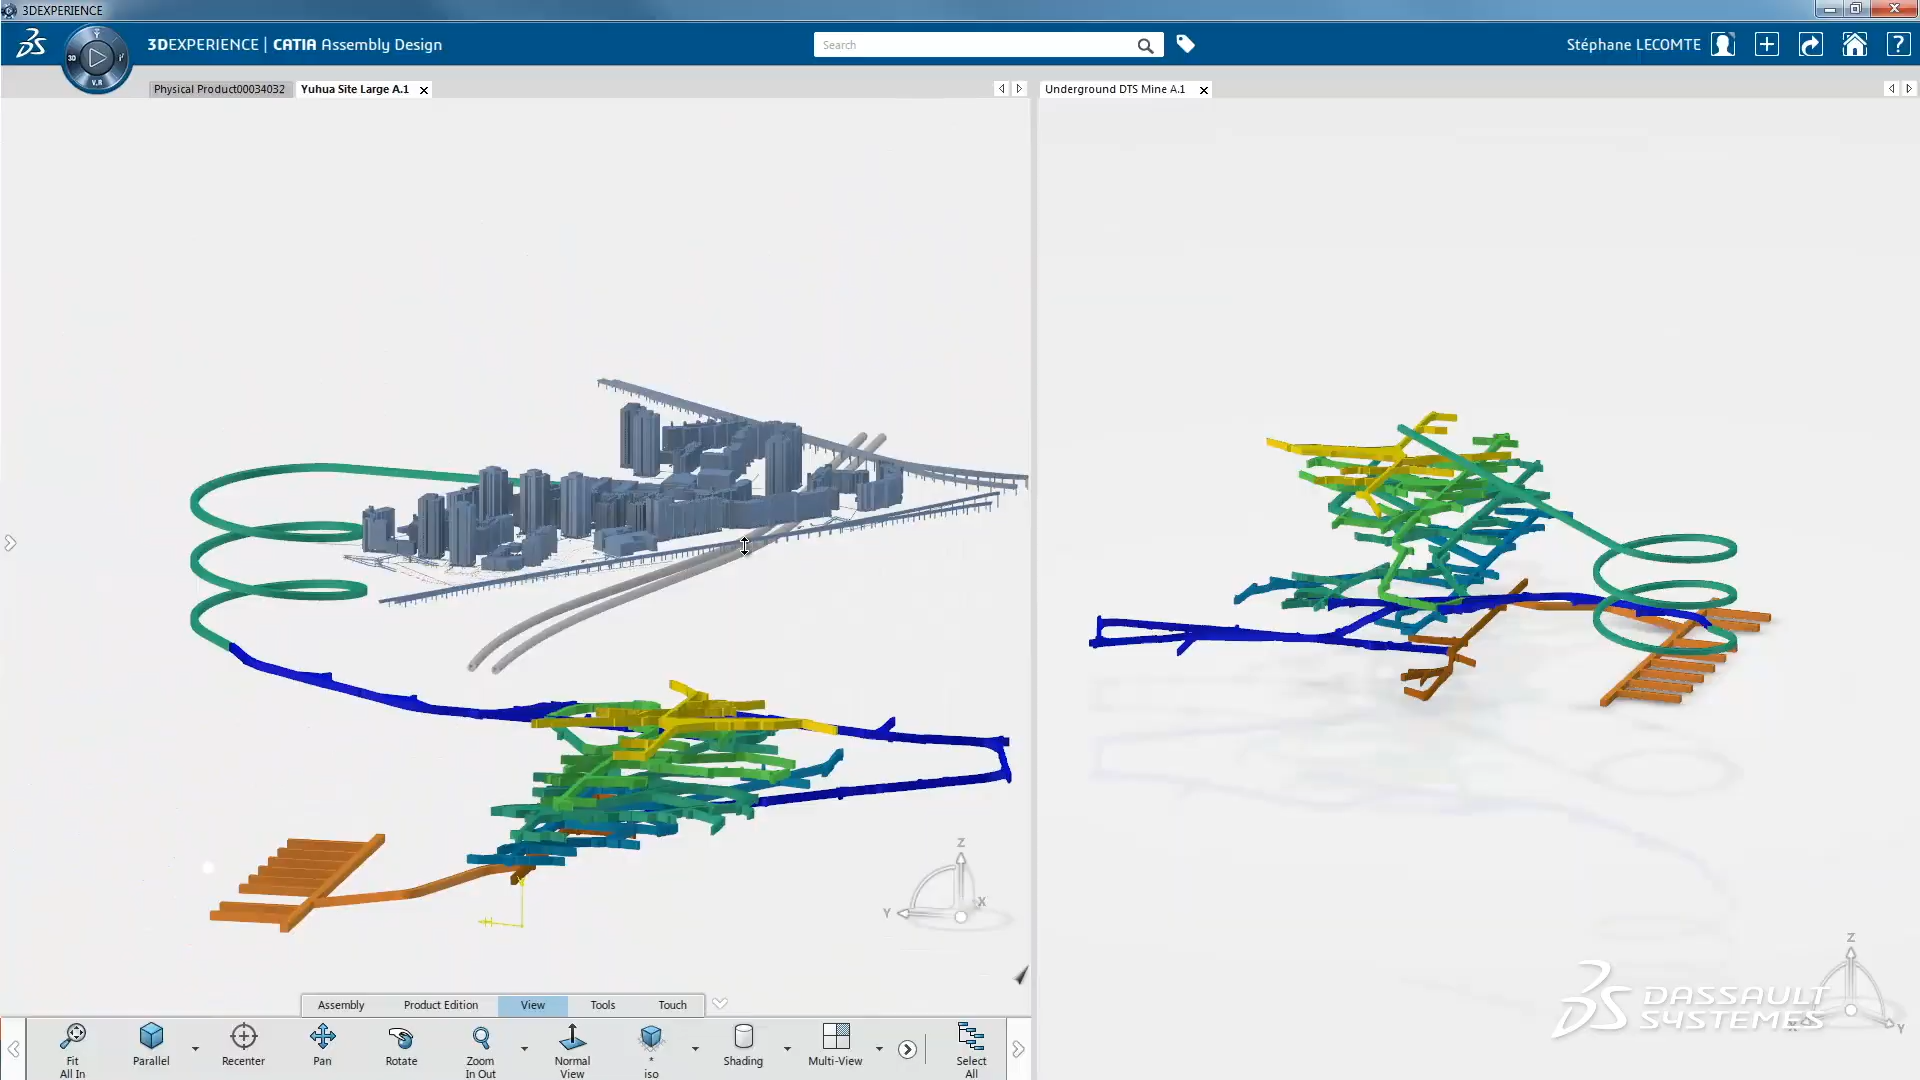 3DEXPERIENCE
3DEXPERIENCE | CATIA Assembly Design
Search
Stéphane LECOMTE
3D
V.R
Physical Product00034032
Yuhua Site Large A.1
Underground DTS Mine A.1
Z
X
Y
Z
X
Y
DASSAULT
SYSTEMES
Assembly
Product Edition
View
Tools
Touch
Fit
All In
Parallel
Recenter
Pan
Rotate
Zoom
In Out
Normal
View
*
iso
Shading
Multi-View
Select
All